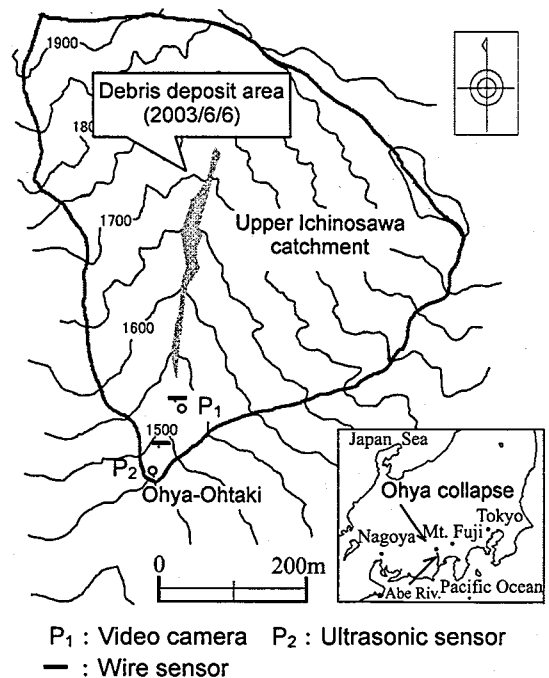 1900
Debris deposit area
(2003/6/6)
180
1700
Upper Ichinosawa
catchment
1600
P₁
1500
P₂
Ohya-Ohtaki
0
200m
Japan Sea
Ohya collapse
Tokyo
Nagoya
Mt. Fuji
Abe Riv.
Pacific Ocean
P₁ : Video camera P₂ : Ultrasonic sensor
: Wire sensor